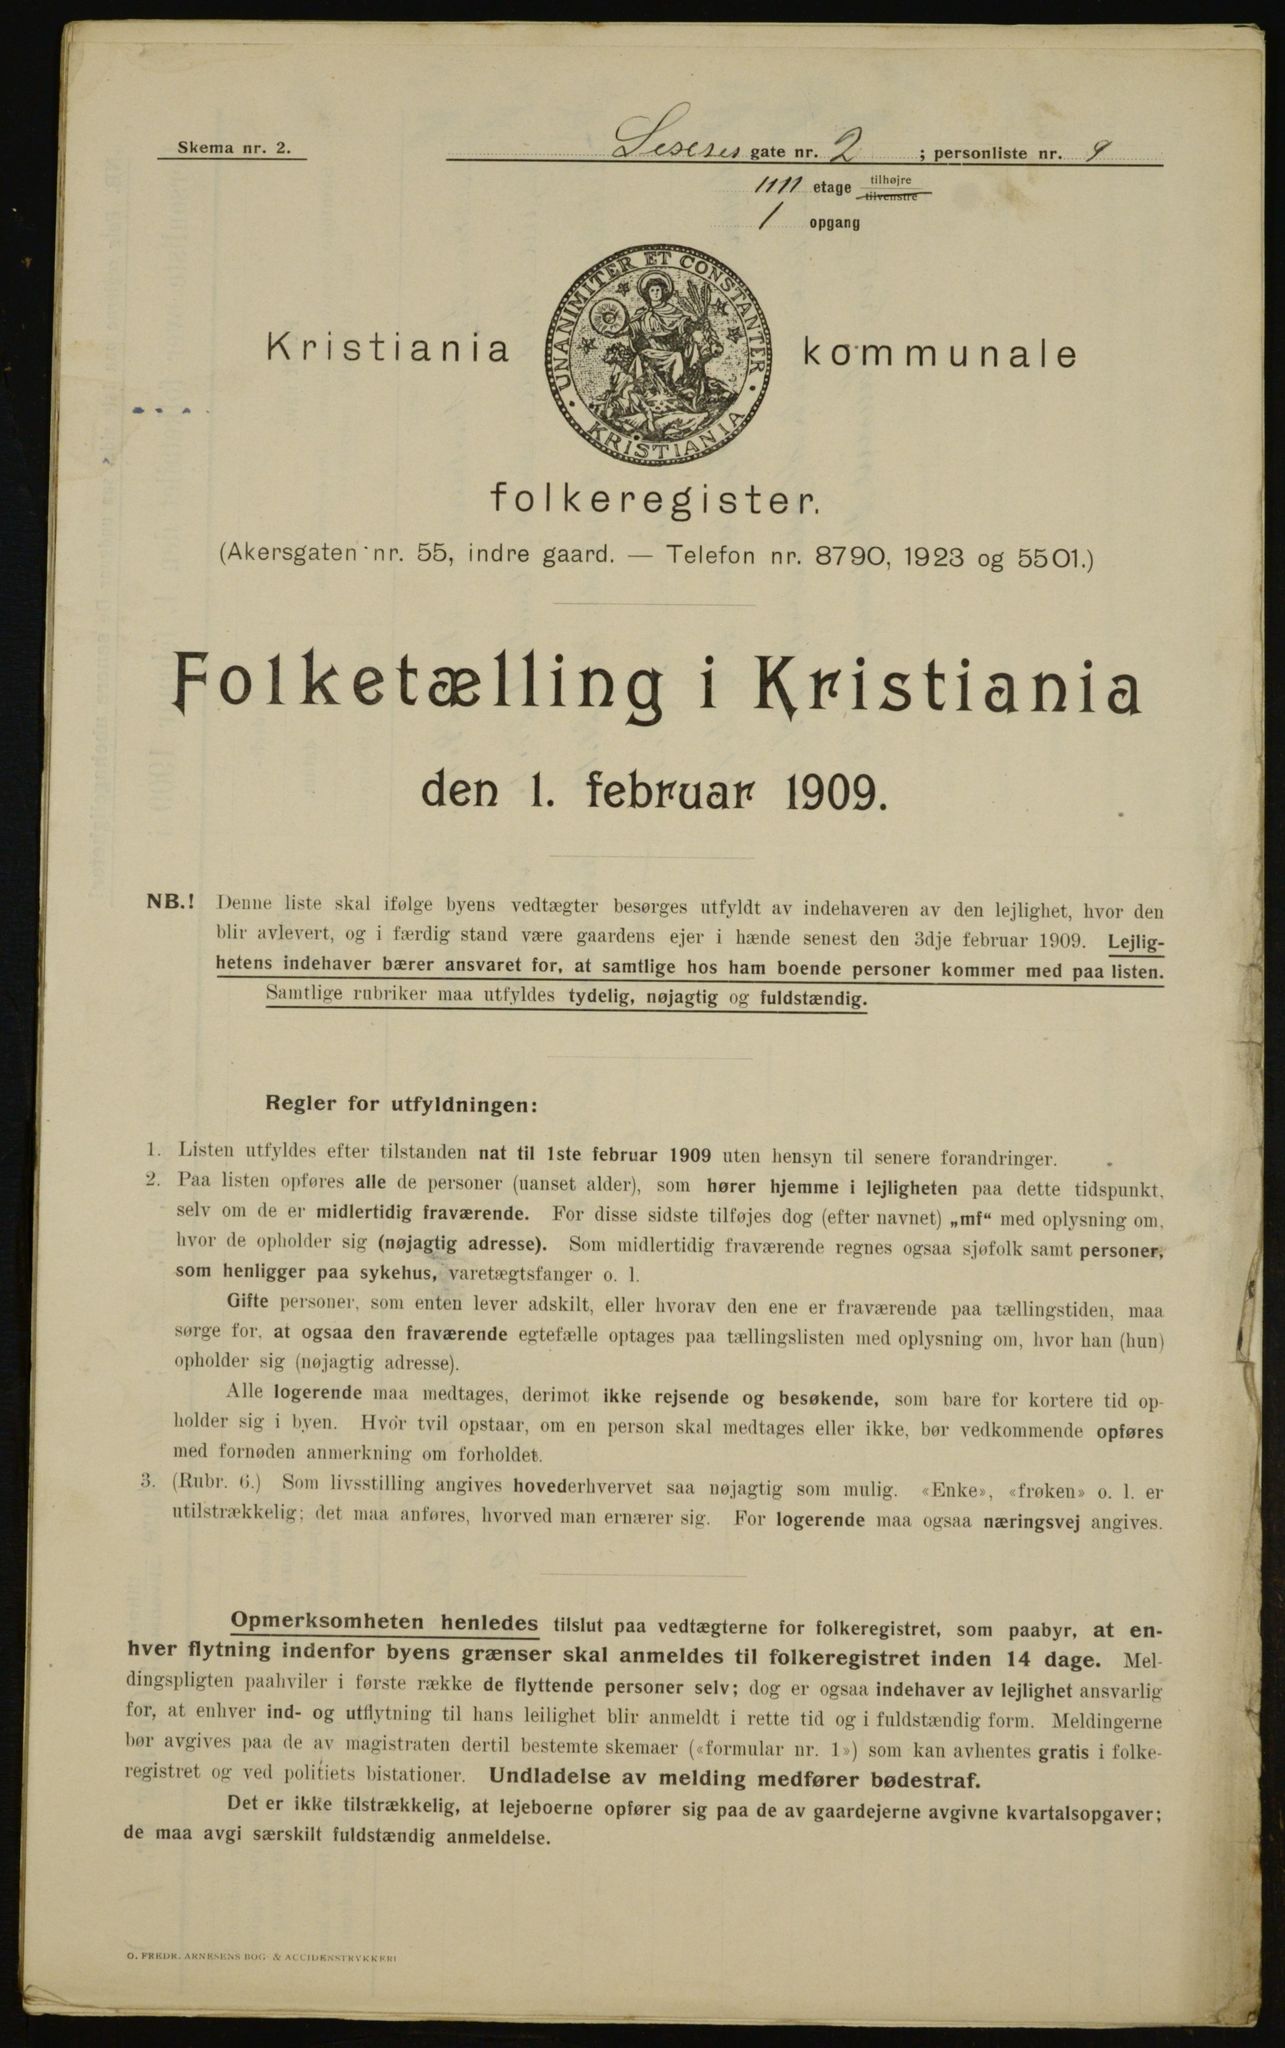 Skema nr. 2.
gate nr. 2 ; personliste nr. 9
1111 etage tilhøjre
tilvenstre
1 opgang
UNANIMITER ET CONSTANTER
KRISTIANIA
Kristiania kommunale
folkeregister.
(Akersgaten nr. 55, indre gaard. — Telefon nr. 8790, 1923 og 5501.)
Folketælling i Kristiania
den 1. februar 1909.
NB.! Denne liste skal ifølge byens vedtægter besørges utfyldt av indehaveren av den lejlighet, hvor den
blir avlevert, og i færdig stand være gaardens ejer i hænde senest den 3dje februar 1909. Lejlig-
hetens indehaver bærer ansvaret for, at samtlige hos ham boende personer kommer med paa listen.
Samtlige rubriker maa utfyldes tydelig, nøjagtig og fuldstændig.
Regler for utfyldningen:
1. Listen utfyldes efter tilstanden nat til 1ste februar 1909 uten hensyn til senere forandringer.
2. Paa listen opføres alle de personer (uanset alder), som hører hjemme i lejligheten paa dette tidspunkt,
selv om de er midlertidig fraværende. For disse sidste tilføjes dog (efter navnet) „mf“ med oplysning om,
hvor de opholder sig (nøjagtig adresse). Som midlertidig fraværende regnes ogsaa sjøfolk samt personer,
som henligger paa sykehus, varetægtsfanger o. l.
Gifte personer, som enten lever adskilt, eller hvorav den ene er fraværende paa tællingstiden, maa
sørge for, at ogsaa den fraværende egtefælle optages paa tællingslisten med oplysning om, hvor han (hun)
opholder sig (nøjagtig adresse).
Alle logerende maa medtages, derimot ikke rejsende og besøkende, som bare for kortere tid op-
holder sig i byen. Hvor tvil opstaar, om en person skal medtages eller ikke, bør vedkommende opføres
med fornøden anmerkning om forholdet.
3. (Rubr. 6.) Som livsstilling angives hovederhvervet saa nøjagtig som mulig. «Enke», «frøken» o. l. er
utilstrækkelig; det maa anføres, hvorved man ernærer sig. For logerende maa ogsaa næringsvej angives.
Opmerksomheten henledes tilslut paa vedtægterne for folkeregistret, som paabyr, at en-
hver flytning indenfor byens grænser skal anmeldes til folkeregistret inden 14 dage. Mel-
dingspligten paahviler i første række de flyttende personer selv; dog er ogsaa indehaver av lejlighet ansvarlig
for, at enhver ind- og utflytning til hans leilighet blir anmeldt i rette tid og i fuldstændig form. Meldingerne
bør avgives paa de av magistraten dertil bestemte skemaer («formular nr. 1») som kan avhentes gratis i folke-
registret og ved politiets bistationer. Undladelse av melding medfører bødestraf.
Det er ikke tilstrækkelig, at lejeboerne opfører sig paa de av gaardejerne avgivne kvartalsopgaver;
de maa avgi særskilt fuldstændig anmeldelse.
O. FREDR. ARNESENS BOG & ACCIDENSTRYKKERI